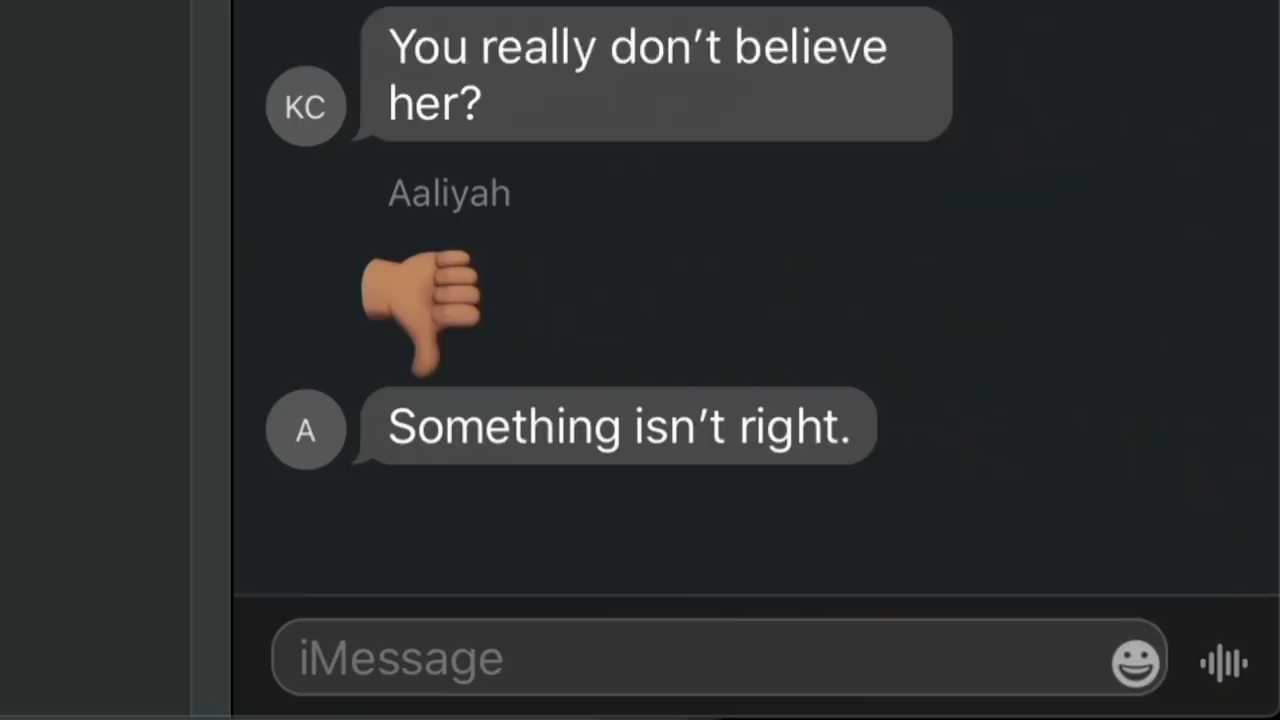 You really don’t believe
her?
KC
Aaliyah
Something isn’t right.
A
iMessage